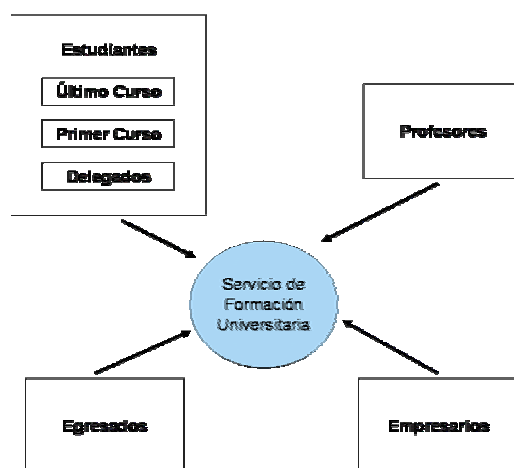 Estudiantes
Último Curso
Primer Curso
Delegados
Profesores
Servicio de
Formación
Universitaria
Egresados
Empresarios